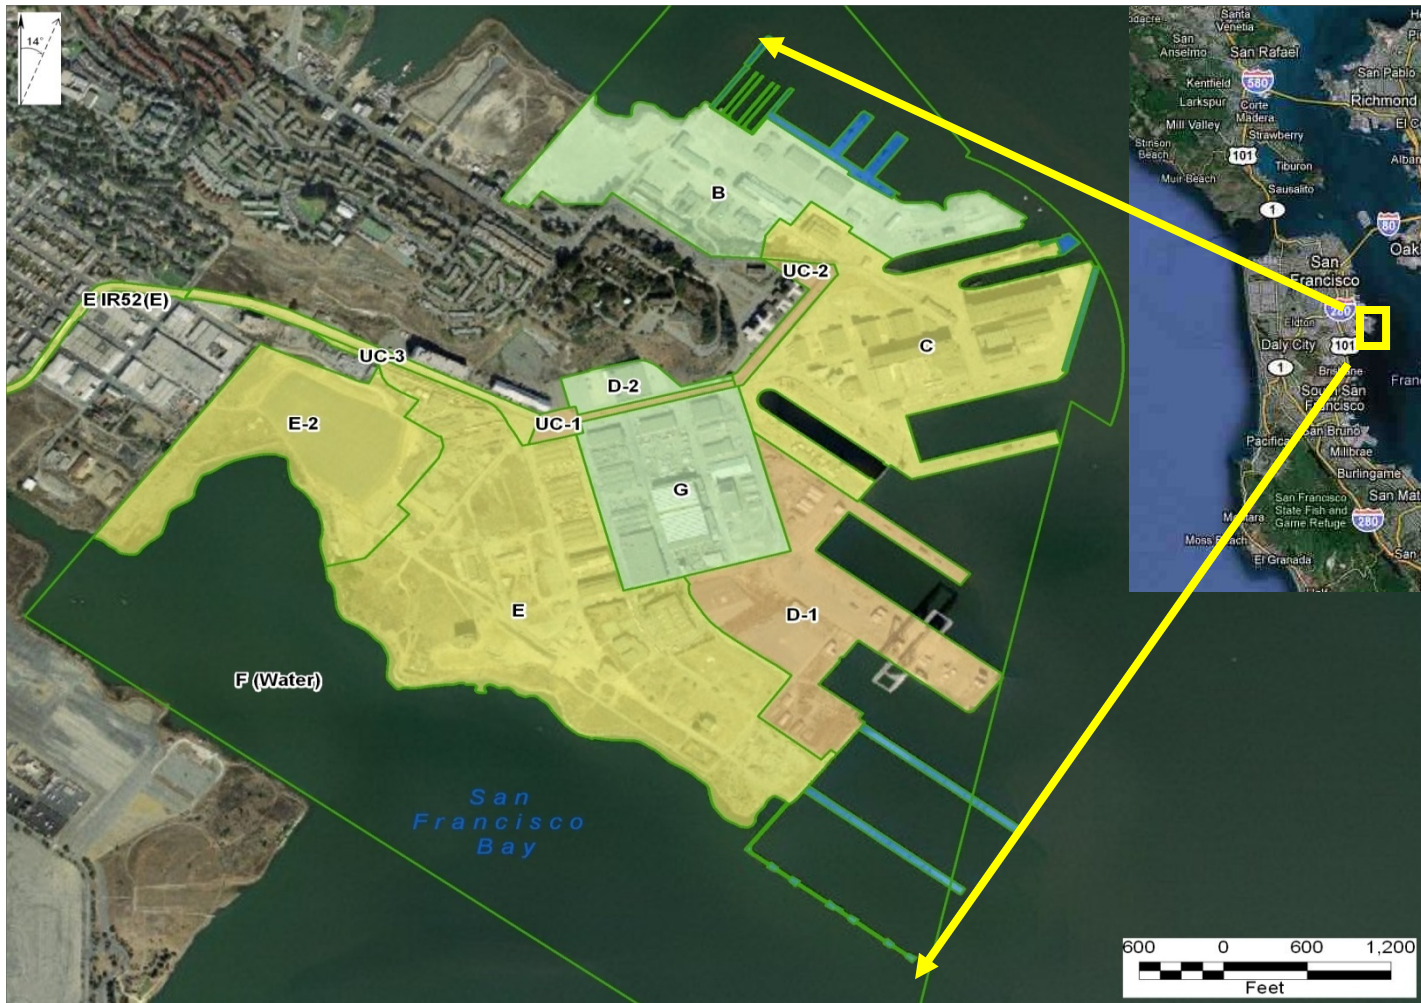 14°
B
UC-2
E IR52(E)
UC-3
C
D-2
UC-1
E-2
G
E
D-1
F (Water)
San
Francisco
Bay
Santa
Venetia
San
Anselmo
San Rafael
580
San Pablo
Kentfield
Larkspur
Corte
Madera
Richmond
Mill Valley
Strawberry
Stinson
Beach
101
Tiburon
Muir Beach
Sausalito
1
80
San
Francisco
280
Daly City
101
1
Brisbane
South San
Francisco
San Bruno
Pacifica
Millbrae
Burlingame
San Francisco
State Fish and
Game Refuge
280
Moss Beach
El Granada
600 0 600 1,200
Feet